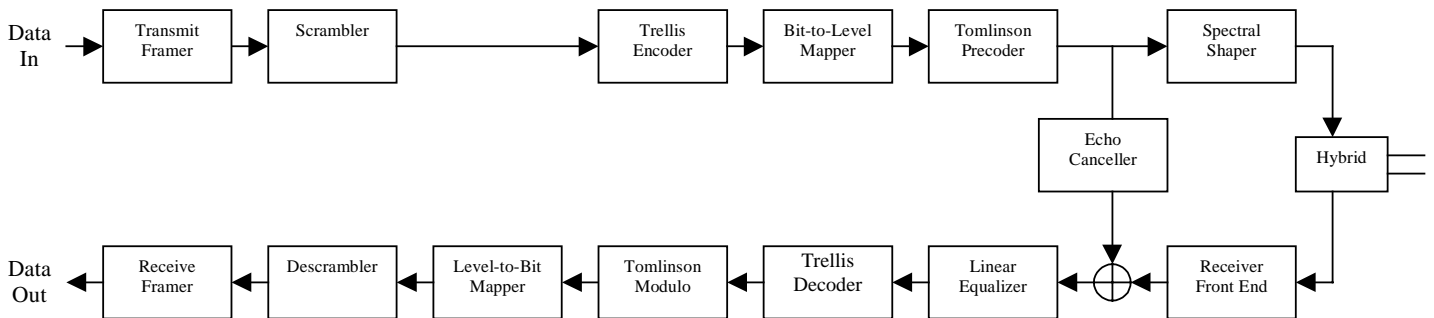 Data
In
Transmit
Framer
Scrambler
Trellis
Encoder
Bit-to-Level
Mapper
Tomlinson
Precoder
Spectral
Shaper
Echo
Canceller
Hybrid
Data
Out
Receive
Framer
Descrambler
Level-to-Bit
Mapper
Tomlinson
Modulo
Trellis
Decoder
Linear
Equalizer
Receiver
Front End